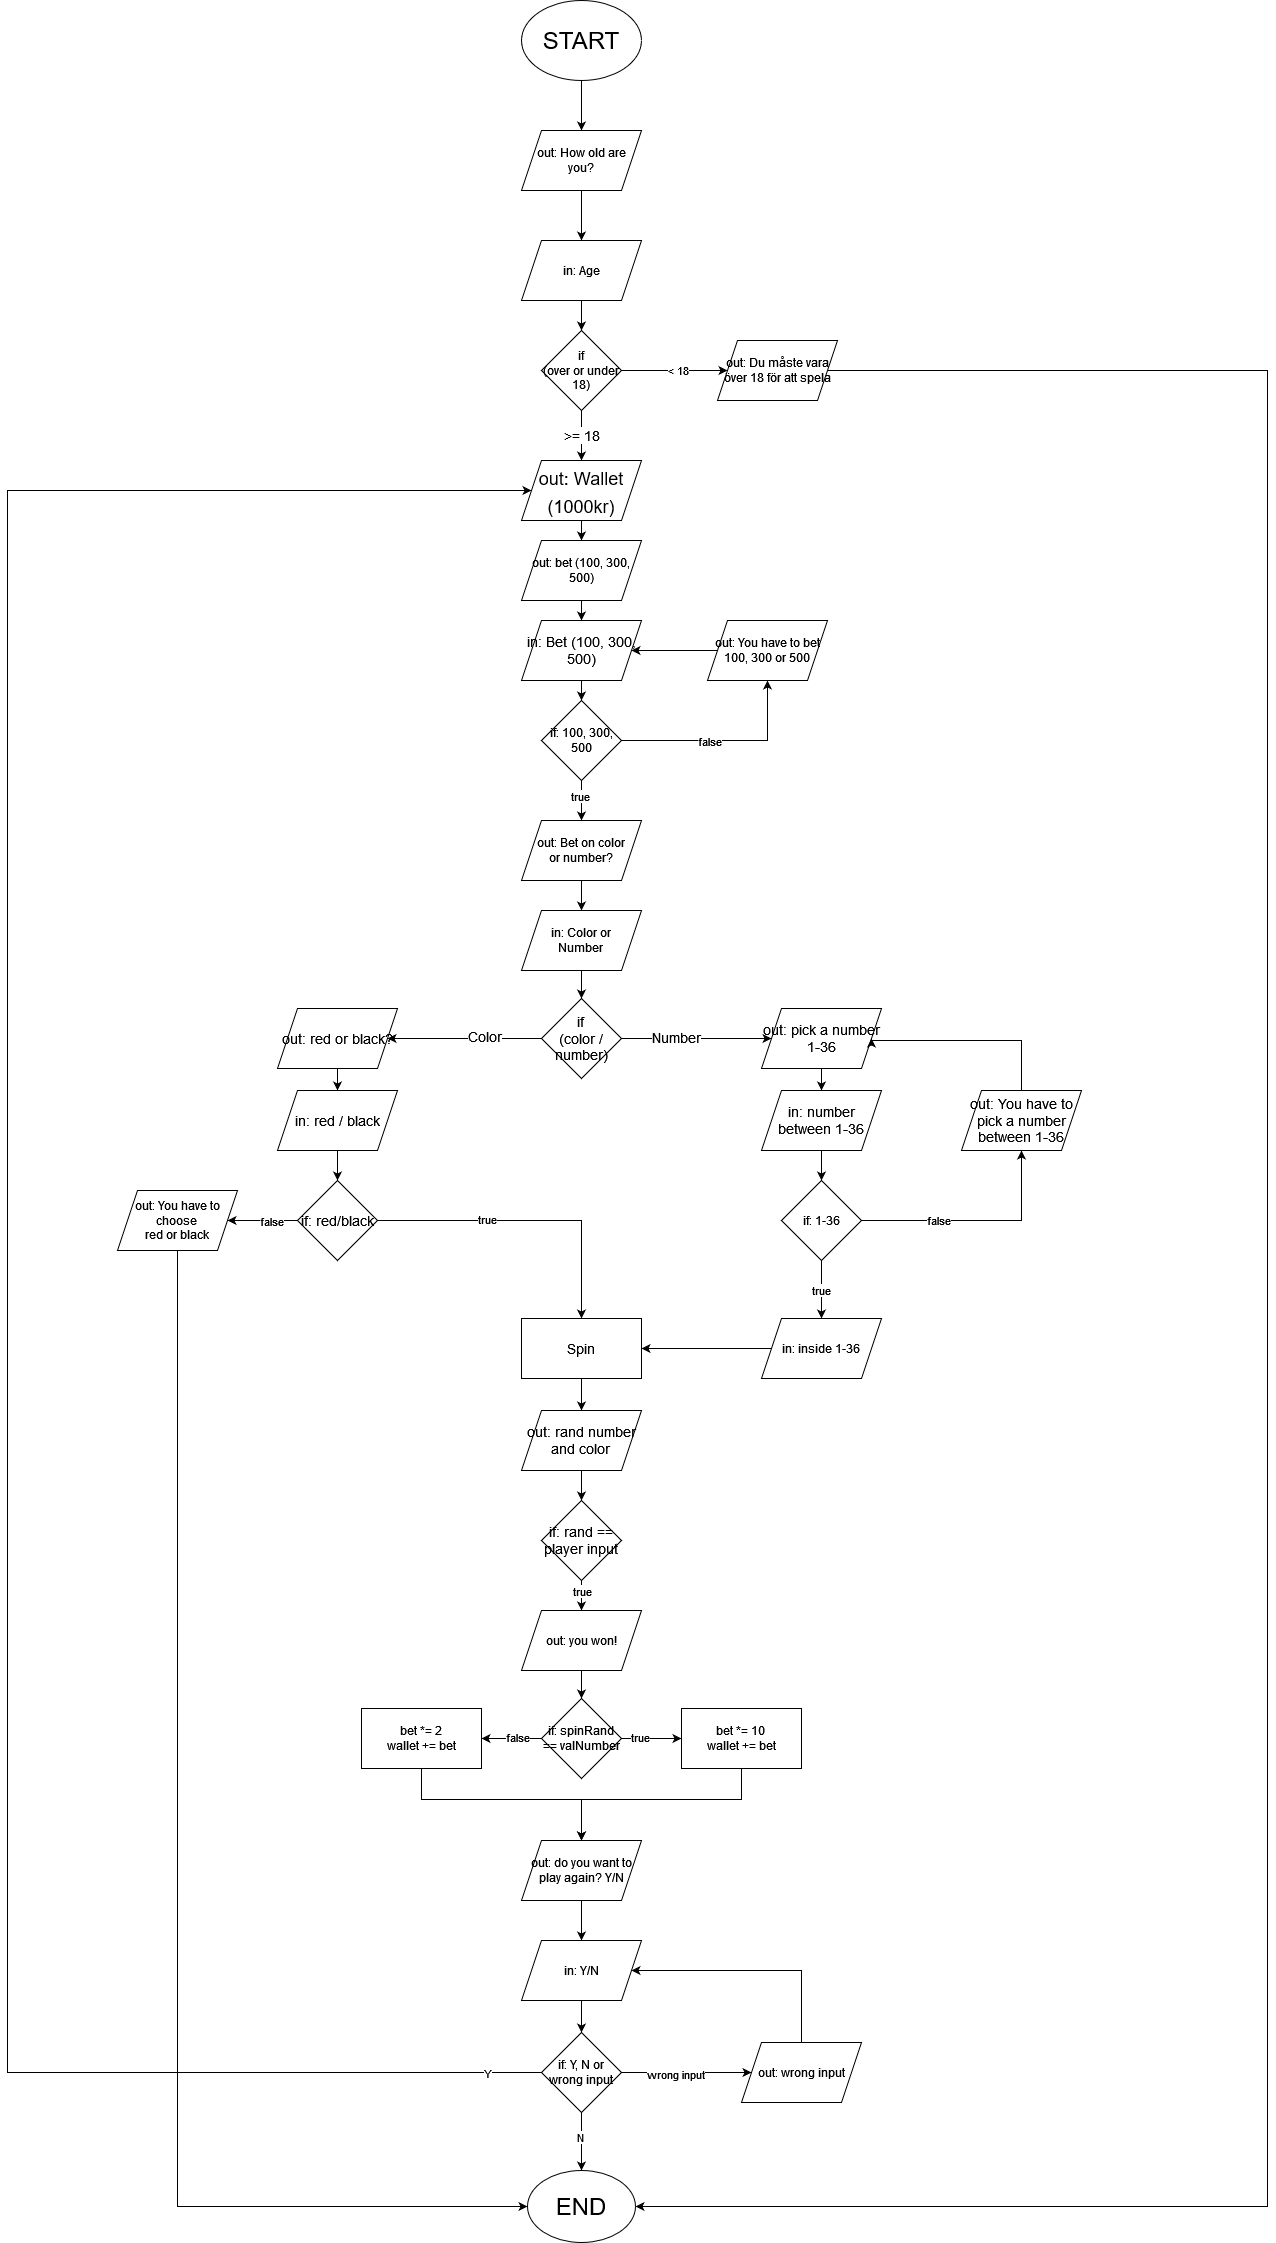 START
out: How old are
you?
in: Age
if
(over or under
18)
< 18
out: Du måste vara
över 18 för att spela
>= 18
out: Wallet
(1000kr)
out: bet (100, 300,
500)
in: Bet (100, 300,
500)
out: You have to bet
100, 300 or 500
if: 100, 300,
500
false
true
out: Bet on color
or number?
in: Color or
Number
if
(color /
number)
Color
Number
out: red or black?
out: pick a number
1-36
in: red / black
in: number
between 1-36
out: You have to
pick a number
between 1-36
out: You have to
choose
red or black
false
if: red/black
true
if: 1-36
false
true
Spin
in: inside 1-36
out: rand number
and color
if: rand ==
player input
true
out: you won!
bet *= 2
wallet += bet
false
if: spinRand
== valNumber
true
bet *= 10
wallet += bet
out: do you want to
play again? Y/N
in: Y/N
Y
if: Y, N or
wrong input
Wrong input
out: wrong input
N
END